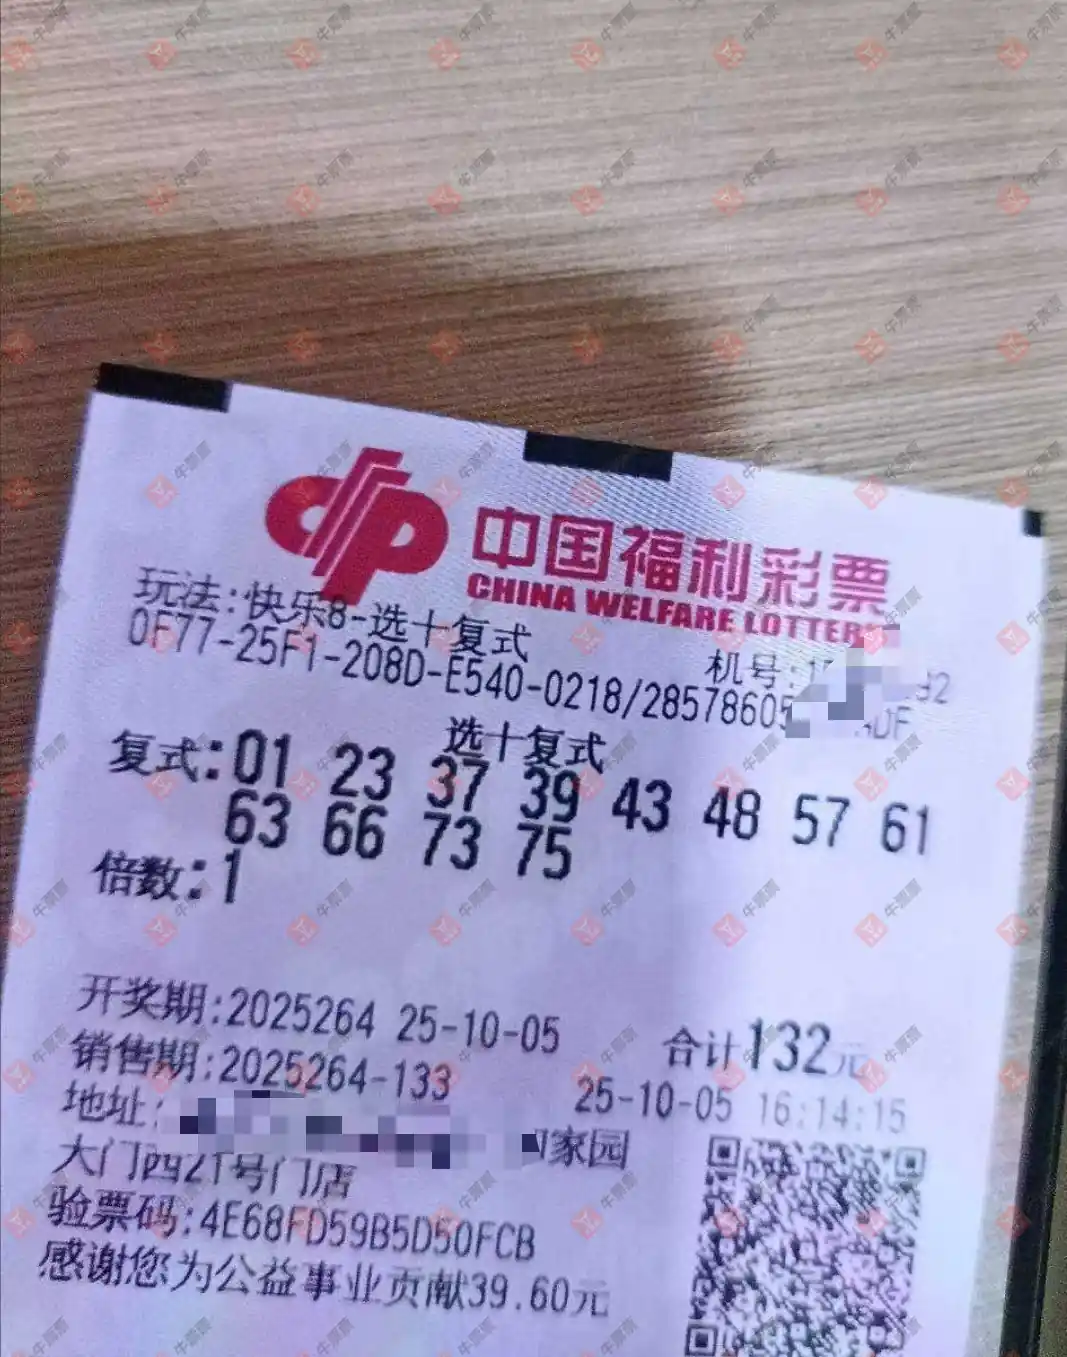 中国福利彩票
CHINA WELFARE LOTTERY
玩法:快乐8-选十复式
机号:
0F77-25F1-208D-E540-0218/28578605
选十复式
复式:01 23 37 39 43 48 57 61
63 66 73 75
倍数:1
开奖期:2025264 25-10-05
合计132元
销售期:2025264-133
25-10-05 16:14:15
地址:
家园
大门西21号门店
验票码:4E68FD59B5D50FCB
感谢您为公益事业贡献39.60元
牛票票